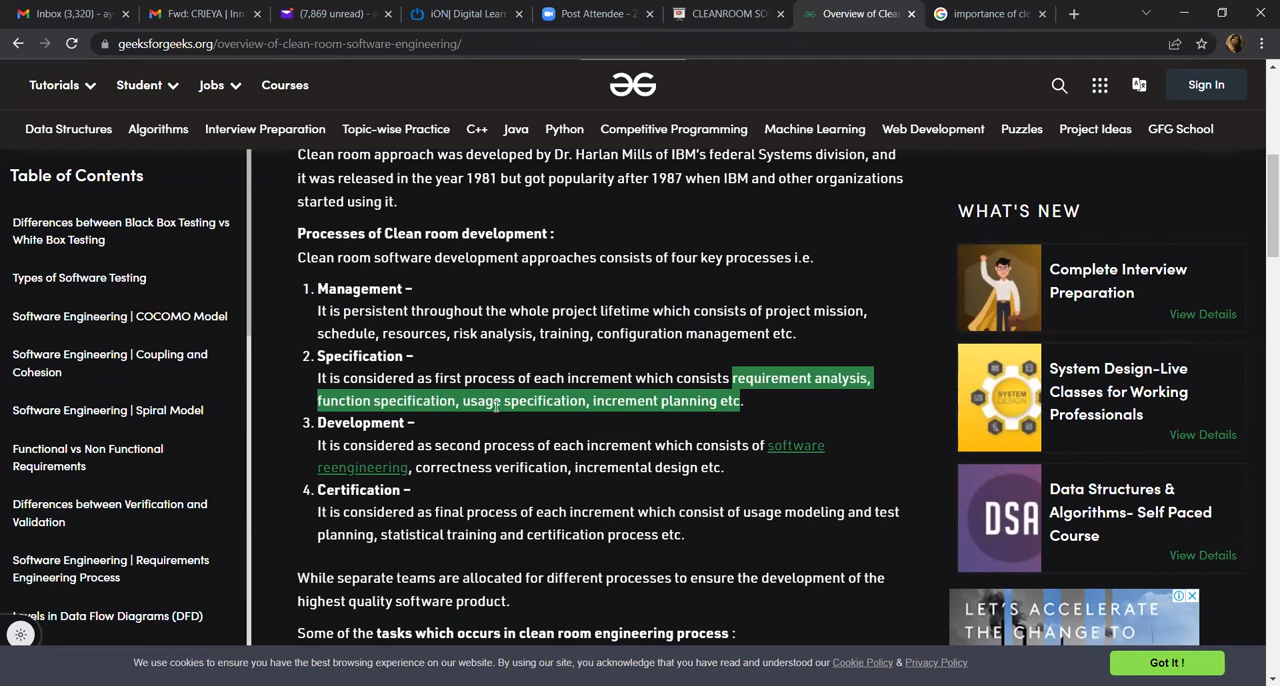 Inbox (3,320) - ay
Fwd: CRIEYA | Inn
(7,869 unread) - a
iON| Digital Lear
Post Attendee - Z
CLEANROOM SO
Overview of Clea
importance of cle
geeksforgeeks.org/overview-of-clean-room-software-engineering/
Tutorials
Student
Jobs
Courses
Sign In
Data Structures
Algorithms
Interview Preparation
Topic-wise Practice
C++
Java
Python
Competitive Programming
Machine Learning
Web Development
Puzzles
Project Ideas
GFG School
Table of Contents
Differences between Black Box Testing vs
White Box Testing
Types of Software Testing
Software Engineering | COCOMO Model
Software Engineering | Coupling and
Cohesion
Software Engineering | Spiral Model
Functional vs Non Functional
Requirements
Differences between Verification and
Validation
Software Engineering | Requirements
Engineering Process
Levels in Data Flow Diagrams (DFD)
Clean room approach was developed by Dr. Harlan Mills of IBM's federal Systems division, and
it was released in the year 1981 but got popularity after 1987 when IBM and other organizations
started using it.
Processes of Clean room development :
Clean room software development approaches consists of four key processes i.e.
1. Management –
It is persistent throughout the whole project lifetime which consists of project mission,
schedule, resources, risk analysis, training, configuration management etc.
2. Specification –
It is considered as first process of each increment which consists requirement analysis,
function specification, usage specification, increment planning etc.
3. Development –
It is considered as second process of each increment which consists of software
reengineering, correctness verification, incremental design etc.
4. Certification –
It is considered as final process of each increment which consist of usage modeling and test
planning, statistical training and certification process etc.
While separate teams are allocated for different processes to ensure the development of the
highest quality software product.
Some of the tasks which occurs in clean room engineering process :
WHAT'S NEW
Complete Interview
Preparation
View Details
SYSTEM
DESIGN
System Design-Live
Classes for Working
Professionals
View Details
DSA
Data Structures &
Algorithms- Self Paced
Course
View Details
LET'S ACCELERATE
THE CHANGE TO
We use cookies to ensure you have the best browsing experience on our website. By using our site, you acknowledge that you have read and understood our Cookie Policy & Privacy Policy
Got It !